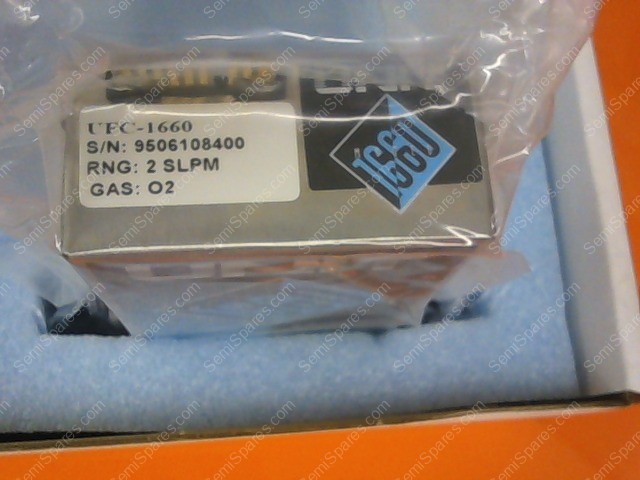 UFC-1660
S/N: 9506108400
RNG: 2 SLPM
GAS: O2
1660
SemiSpares.com